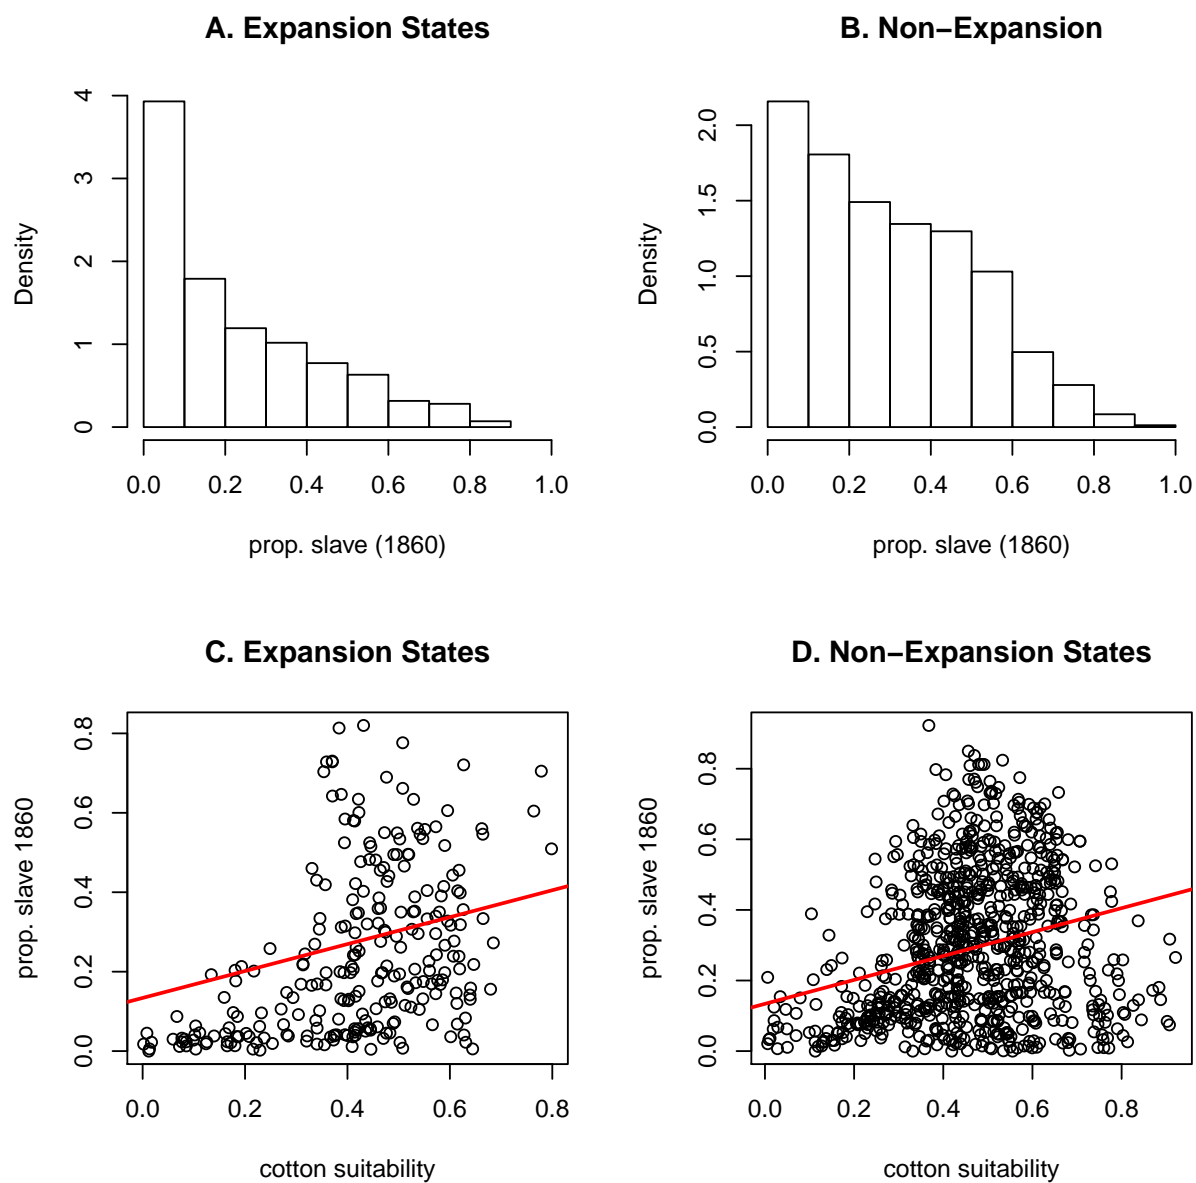 A. Expansion States
Density
0 1 2 3 4
0.0 0.2 0.4 0.6 0.8 1.0
prop. slave (1860)
B. Non−Expansion
Density
0.0 0.5 1.0 1.5 2.0
0.0 0.2 0.4 0.6 0.8 1.0
prop. slave (1860)
C. Expansion States
prop. slave 1860
0.0 0.2 0.4 0.6 0.8
0.0 0.2 0.4 0.6 0.8
cotton suitability
D. Non−Expansion States
prop. slave 1860
0.0 0.2 0.4 0.6 0.8
0.0 0.2 0.4 0.6 0.8
cotton suitability